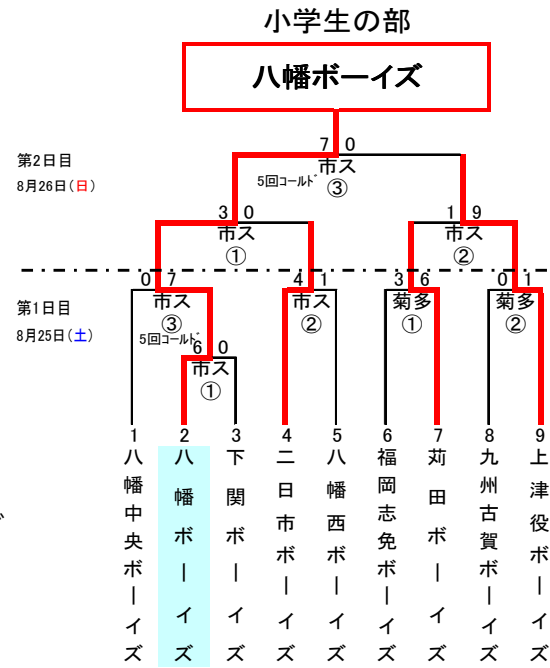 小学生の部
八幡ボーイズ
7 0
市ス
5回コールド
③
第2日目
8月26日(日)
3 0
市ス
①
1 9
市ス
②
0 7
市ス
③
4 1
市ス
②
3 6
菊多
①
0 1
菊多
②
第1日目
8月25日(土)
5回コールド
6 0
市ス
①
1
2
3
4
5
6
7
8
9
八幡中央ボーイズ
八幡ボーイズ
下関ボーイズ
二日市ボーイズ
八幡西ボーイズ
福岡志免ボーイズ
苅田ボーイズ
九州古賀ボーイズ
上津役ボーイズ